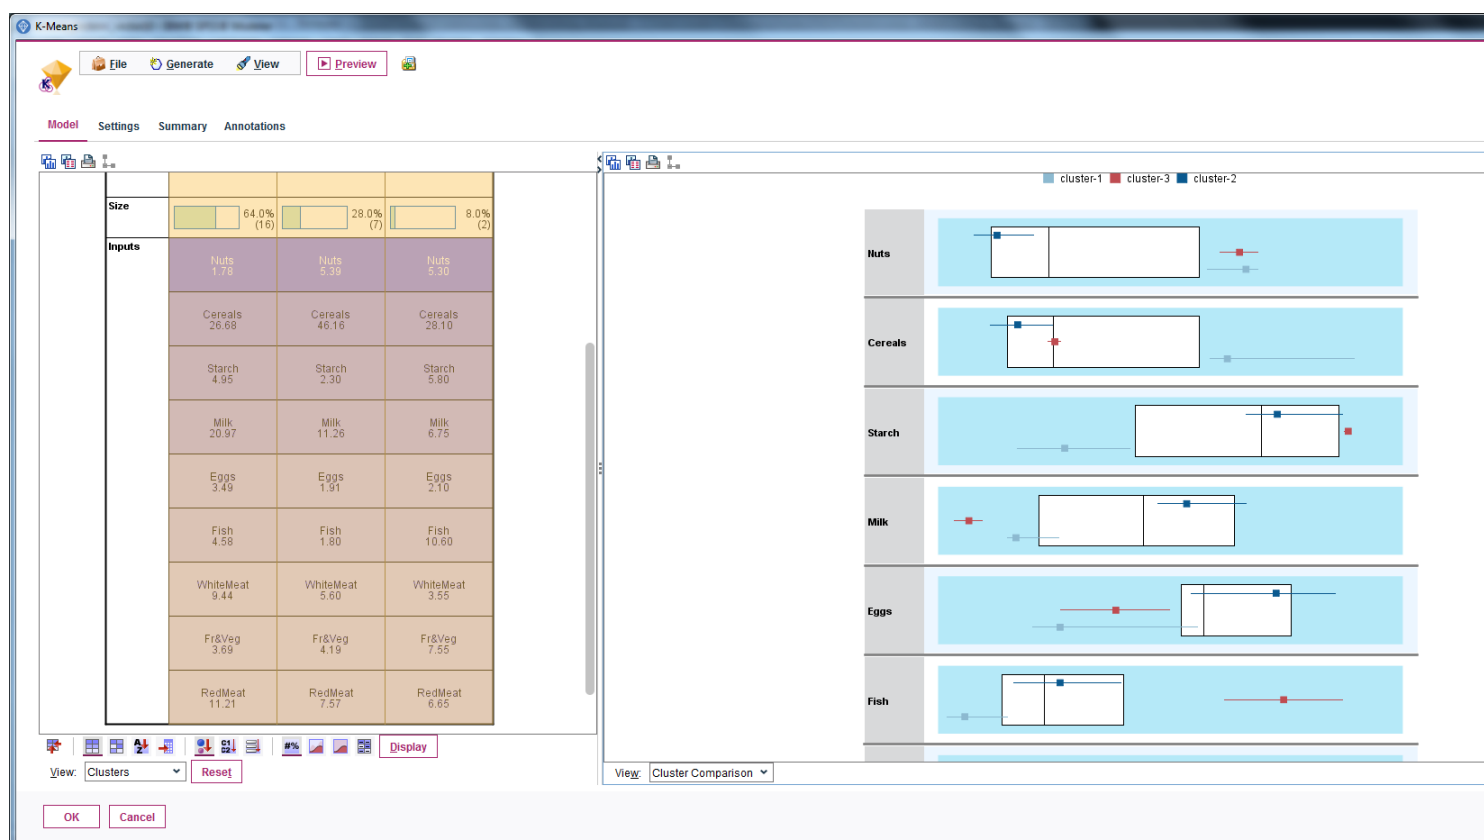 K-Means
File Generate View Preview
Model Settings Summary Annotations
Size
64.0%
(16)
28.0%
(7)
8.0%
(2)
Inputs
Nuts Nuts Nuts
1.78 5.39 5.30
Cereals Cereals Cereals
26.68 46.16 28.10
Starch Starch Starch
4.95 2.30 5.80
Milk Milk Milk
20.97 11.26 6.75
Eggs Eggs Eggs
3.49 1.91 2.10
Fish Fish Fish
4.58 1.80 10.60
WhiteMeat WhiteMeat WhiteMeat
9.44 5.60 3.55
Fr&Veg Fr&Veg Fr&Veg
3.69 4.19 7.55
RedMeat RedMeat RedMeat
11.21 7.57 6.65
Display
View: Clusters Reset
cluster-1 cluster-3 cluster-2
Nuts
Cereals
Starch
Milk
Eggs
Fish
View: Cluster Comparison
OK Cancel